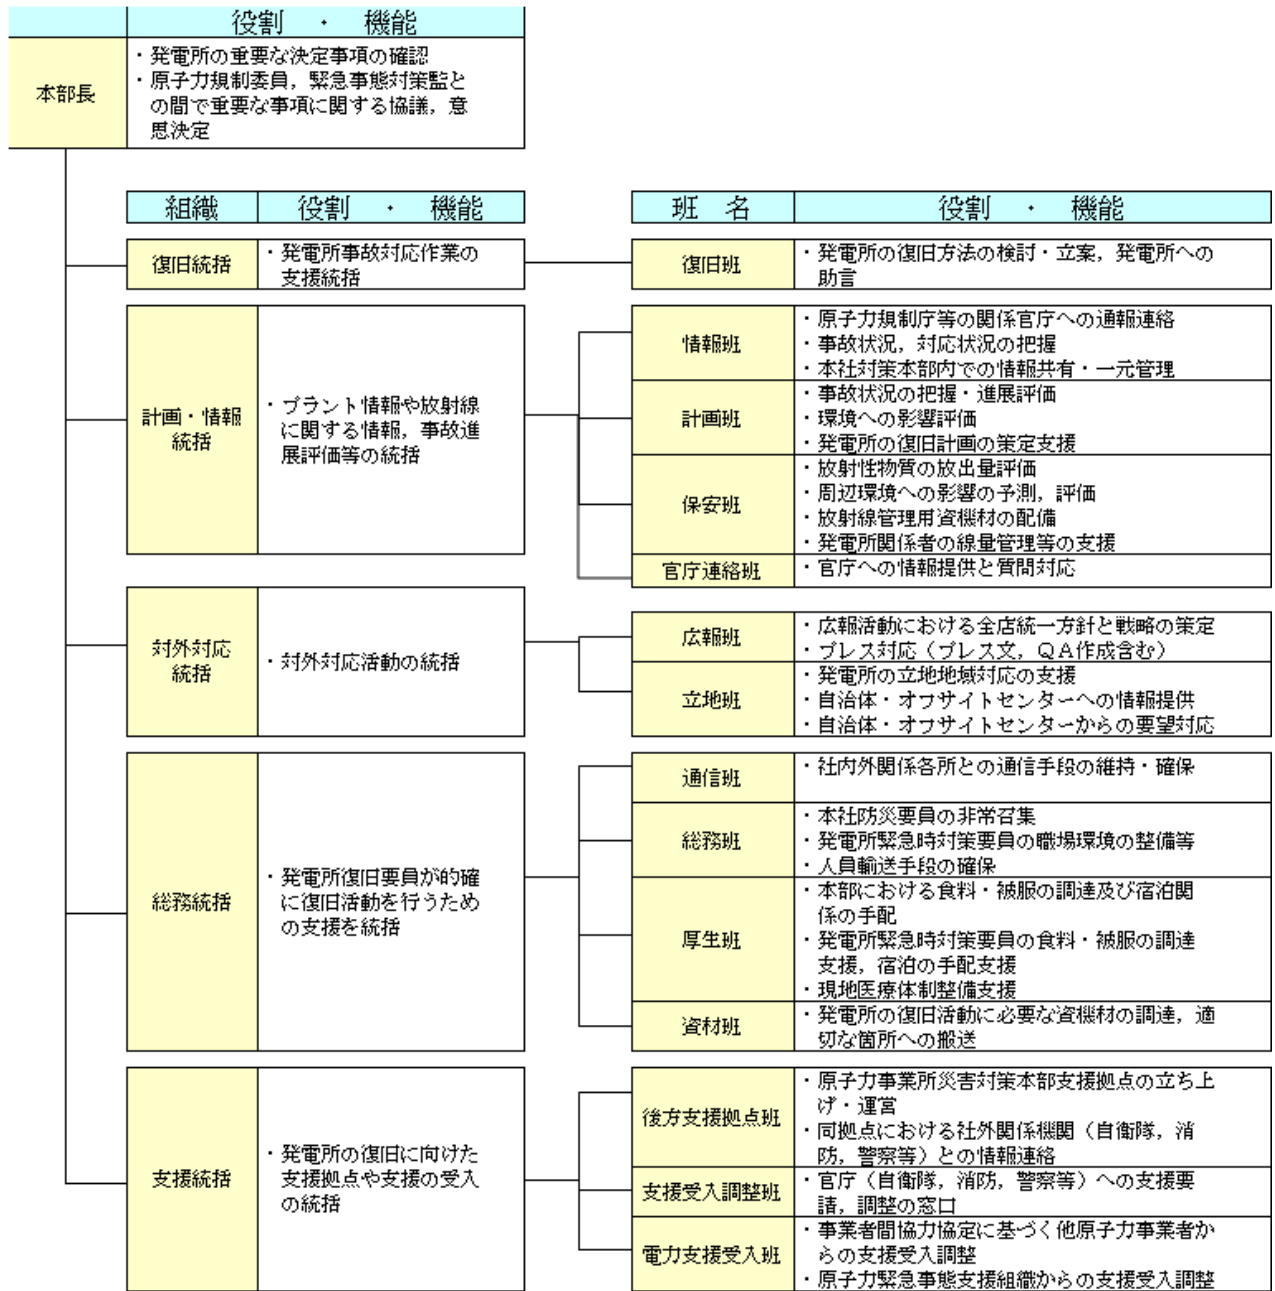 役割 ・ 機能
本部長
・発電所の重要な決定事項の確認
・原子力規制委員，緊急事態対策監と
の間で重要な事項に関する協議，意
思決定
組織
役割 ・ 機能
班 名
役割 ・ 機能
復旧統括
・発電所事故対応作業の
支援統括
復旧班
・発電所の復旧方法の検討・立案，発電所への
助言
計画・情報
統括
・プラント情報や放射線
に関する情報，事故進
展評価等の統括
情報班
・原子力規制庁等の関係官庁への通報連絡
・事故状況，対応状況の把握
・本社対策本部内での情報共有・一元管理
計画班
・事故状況の把握・進展評価
・環境への影響評価
・発電所の復旧計画の策定支援
保安班
・放射性物質の放出量評価
・周辺環境への影響の予測，評価
・放射線管理用資機材の配備
・発電所関係者の線量管理等の支援
官庁連絡班
・官庁への情報提供と質問対応
対外対応
統括
・対外対応活動の統括
広報班
・広報活動における全店統一方針と戦略の策定
・プレス対応（プレス文，ＱＡ作成含む）
立地班
・発電所の立地地域対応の支援
・自治体・オフサイトセンターへの情報提供
・自治体・オフサイトセンターからの要望対応
総務統括
・発電所復旧要員が的確
に復旧活動を行うため
の支援を統括
通信班
・社内外関係各所との通信手段の維持・確保
総務班
・本社防災要員の非常召集
・発電所緊急時対策要員の職場環境の整備等
・人員輸送手段の確保
厚生班
・本部における食料・被服の調達及び宿泊関
係の手配
・発電所緊急時対策要員の食料・被服の調達
支援，宿泊の手配支援
・現地医療体制整備支援
資材班
・発電所の復旧活動に必要な資機材の調達，適
切な箇所への搬送
支援統括
・発電所の復旧に向けた
支援拠点や支援の受入
の統括
後方支援拠点班
・原子力事業所災害対策本部支援拠点の立ち上
げ・運営
・同拠点における社外関係機関（自衛隊，消
防，警察等）との情報連絡
支援受入調整班
・官庁（自衛隊，消防，警察等）への支援要
請，調整の窓口
電力支援受入班
・事業者間協力協定に基づく他原子力事業者か
らの支援受入調整
・原子力緊急事態支援組織からの支援受入調整